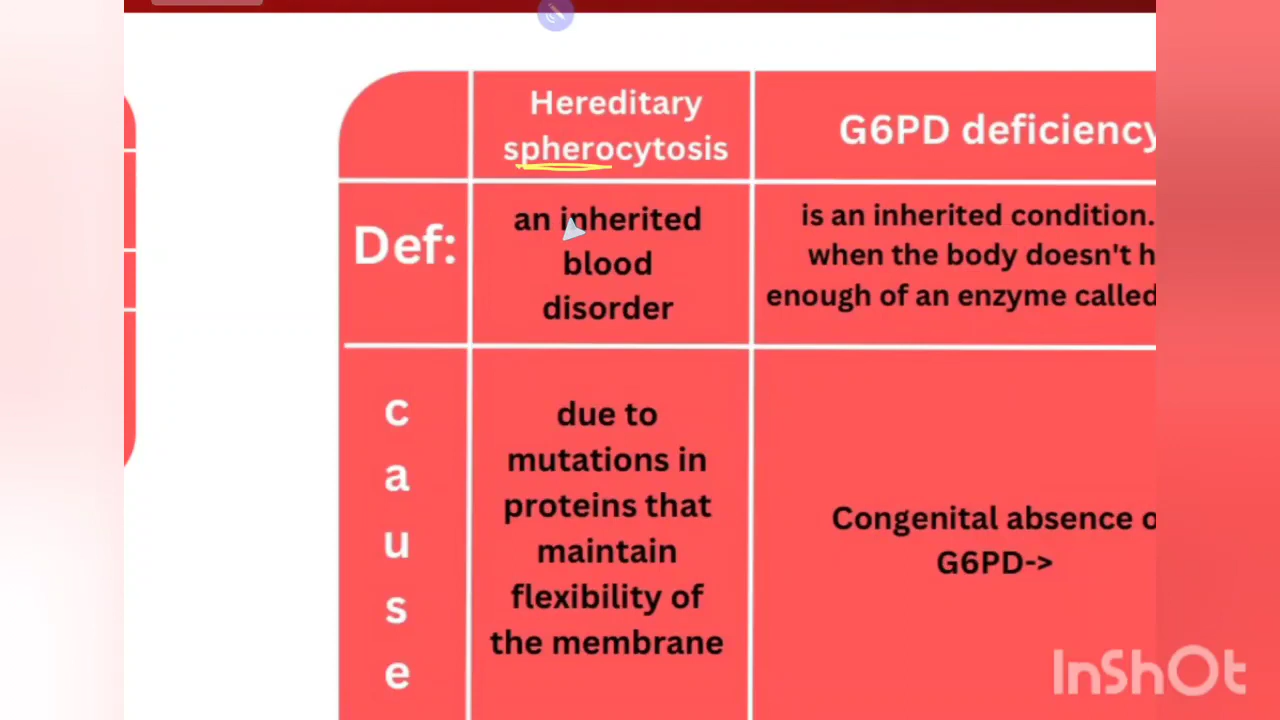 Hereditary
spherocytosis
G6PD deficiency
Def:
an inherited
blood
disorder
is an inherited condition.
when the body doesn't h
enough of an enzyme called
c
a
u
s
e
due to
mutations in
proteins that
maintain
flexibility of
the membrane
Congenital absence o
G6PD->
InShOt